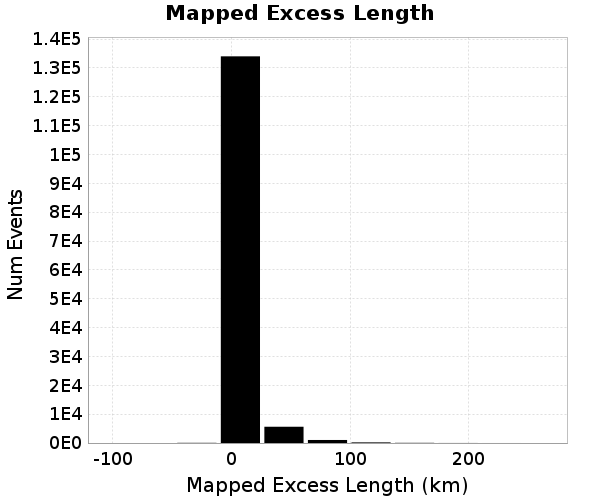 Mapped Excess Length
1.4E5
1.3E5
1.2E5
1.1E5
1E5
9E4
8E4
7E4
6E4
5E4
4E4
3E4
2E4
1E4
0E0
Num Events
-100
0
100
200
Mapped Excess Length (km)